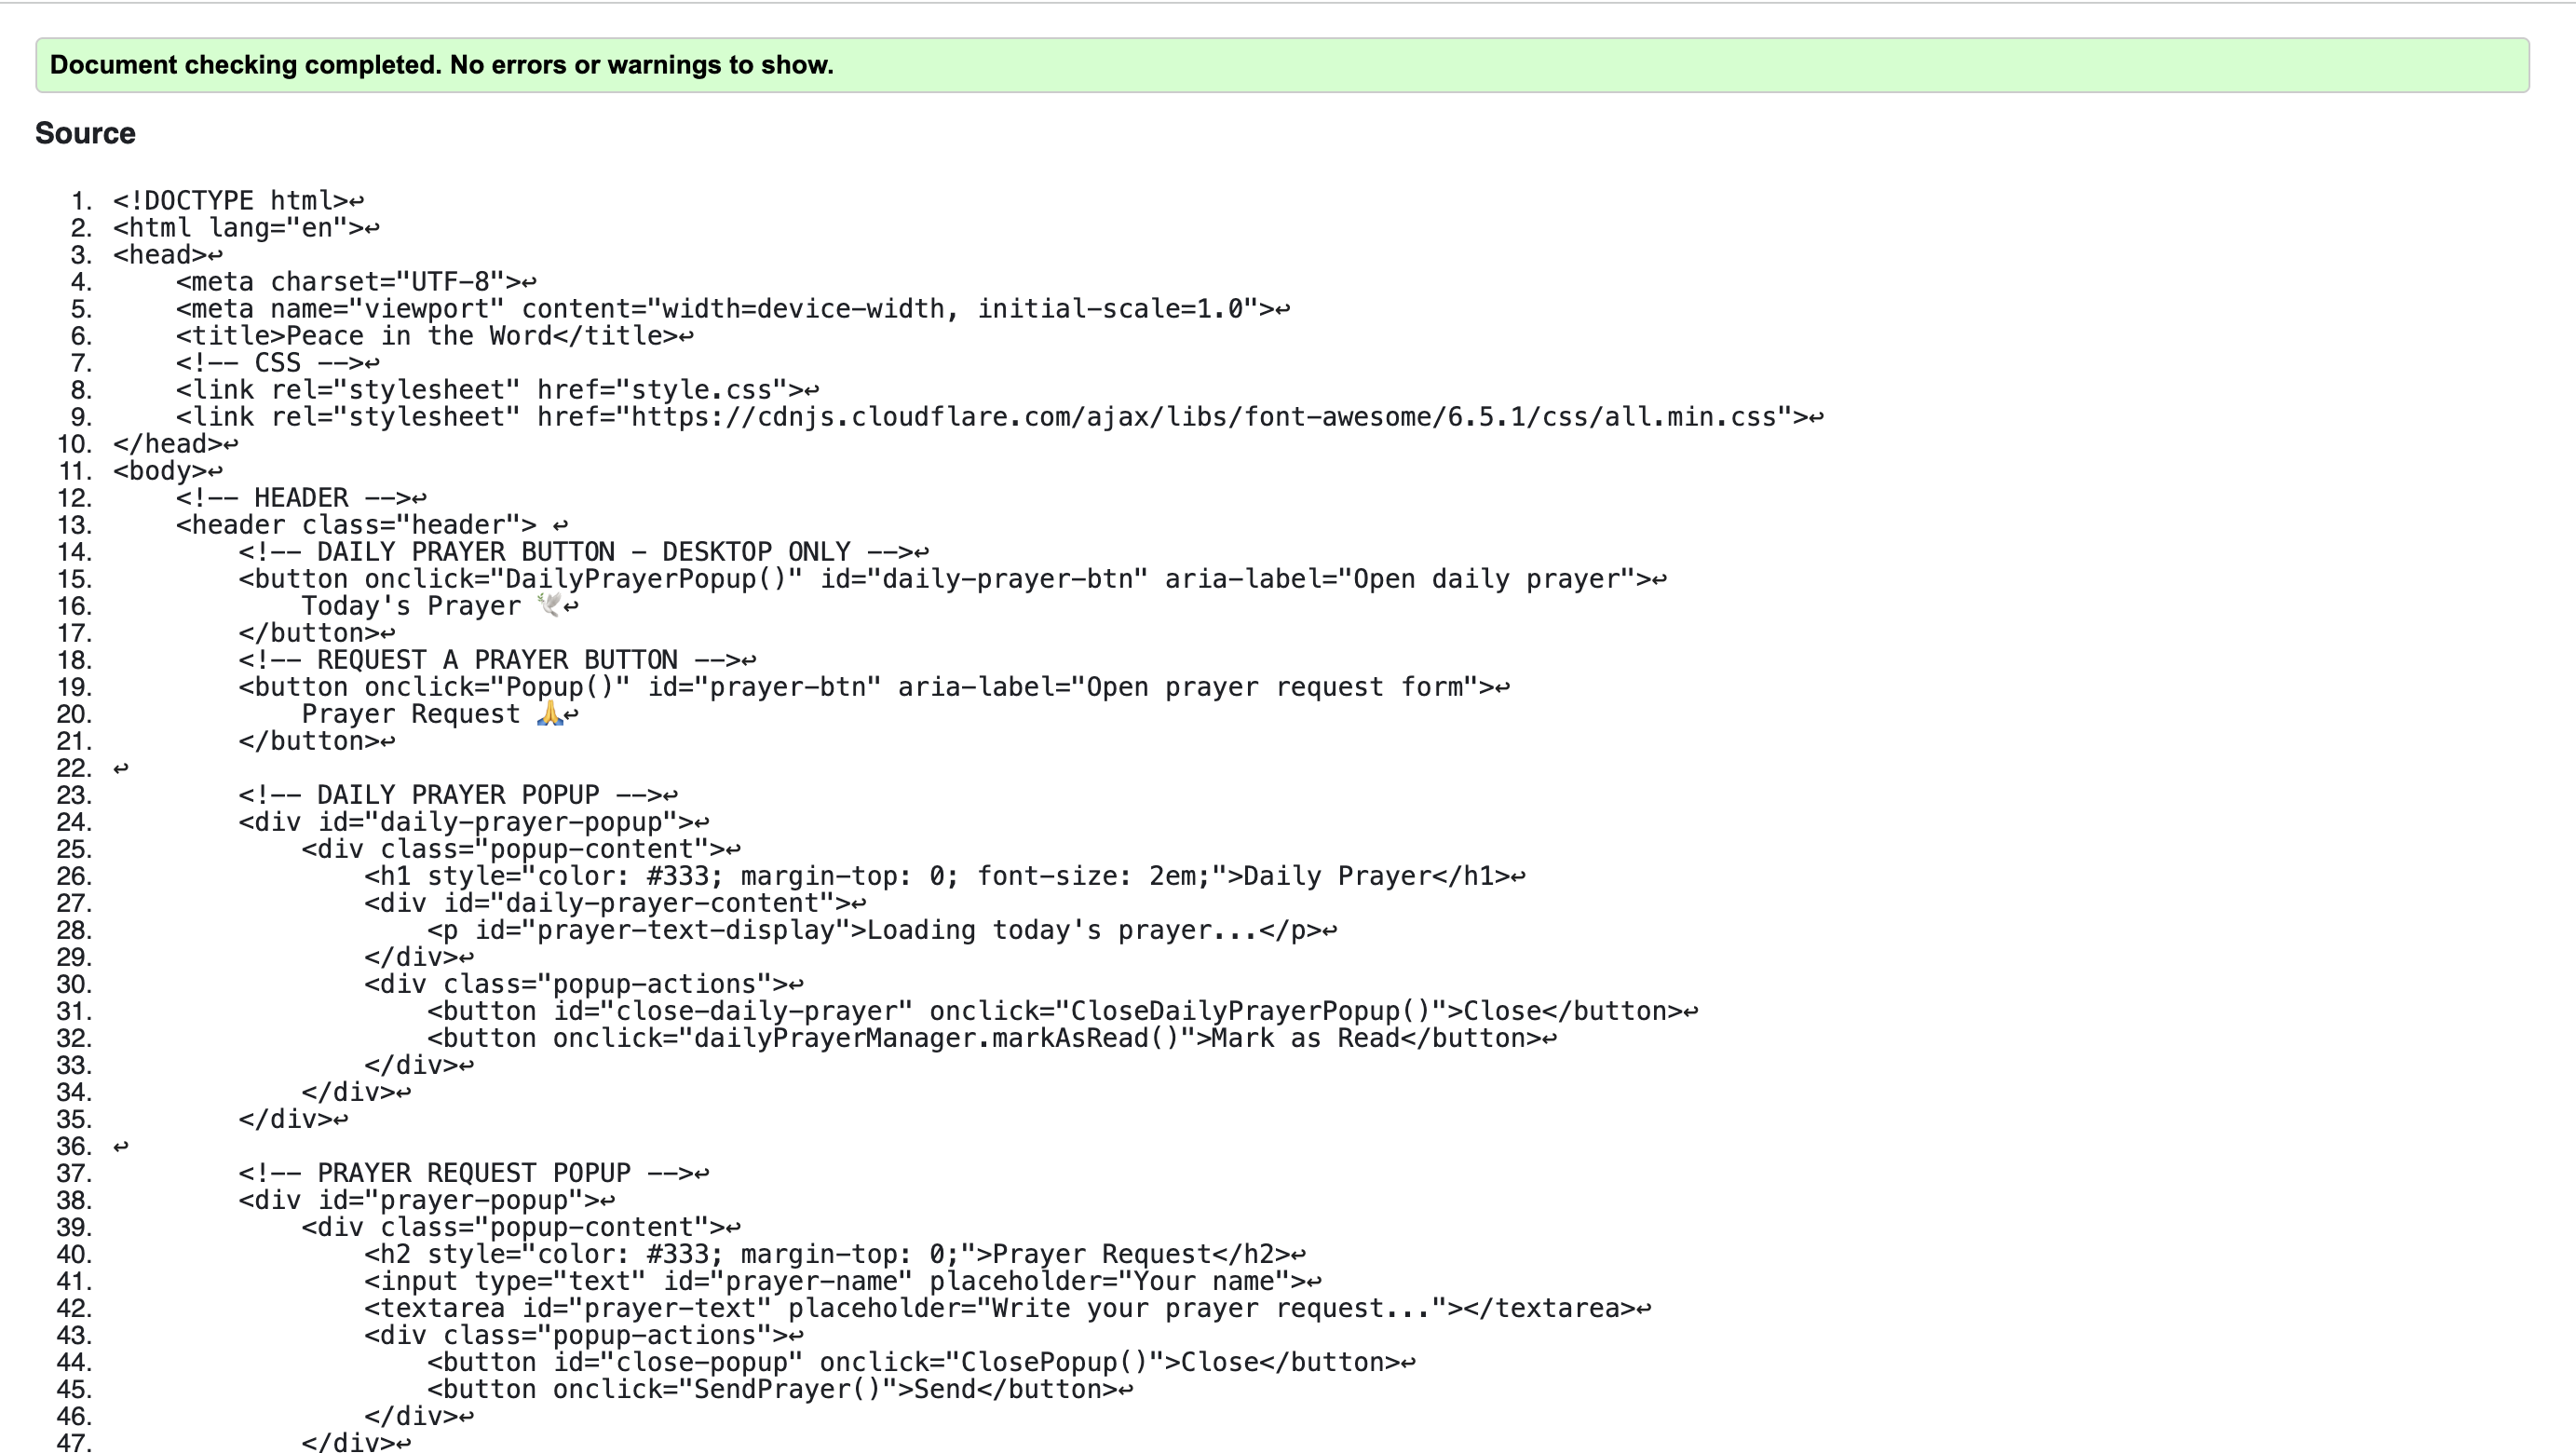 Document checking completed. No errors or warnings to show.
Source
1. <!DOCTYPE html>↩
2. <html lang="en">↩
3. <head>↩
4.     <meta charset="UTF-8">↩
5.     <meta name="viewport" content="width=device-width, initial-scale=1.0">↩
6.     <title>Peace in the Word</title>↩
7.     <!-- CSS -->↩
8.     <link rel="stylesheet" href="style.css">↩
9.     <link rel="stylesheet" href="https://cdnjs.cloudflare.com/ajax/libs/font-awesome/6.5.1/css/all.min.css">↩
10. </head>↩
11. <body>↩
12.     <!-- HEADER -->↩
13.     <header class="header"> ↩
14.         <!-- DAILY PRAYER BUTTON - DESKTOP ONLY -->↩
15.         <button onclick="DailyPrayerPopup()" id="daily-prayer-btn" aria-label="Open daily prayer">↩
16.             Today's Prayer 🕊️↩
17.         </button>↩
18.         <!-- REQUEST A PRAYER BUTTON -->↩
19.         <button onclick="Popup()" id="prayer-btn" aria-label="Open prayer request form">↩
20.             Prayer Request 🙏↩
21.         </button>↩
22. ↩
23.         <!-- DAILY PRAYER POPUP -->↩
24.         <div id="daily-prayer-popup">↩
25.             <div class="popup-content">↩
26.                 <h1 style="color: #333; margin-top: 0; font-size: 2em;">Daily Prayer</h1>↩
27.                 <div id="daily-prayer-content">↩
28.                     <p id="prayer-text-display">Loading today's prayer...</p>↩
29.                 </div>↩
30.                 <div class="popup-actions">↩
31.                     <button id="close-daily-prayer" onclick="CloseDailyPrayerPopup()">Close</button>↩
32.                     <button onclick="dailyPrayerManager.markAsRead()">Mark as Read</button>↩
33.                 </div>↩
34.             </div>↩
35.         </div>↩
36. ↩
37.         <!-- PRAYER REQUEST POPUP -->↩
38.         <div id="prayer-popup">↩
39.             <div class="popup-content">↩
40.                 <h2 style="color: #333; margin-top: 0;">Prayer Request</h2>↩
41.                 <input type="text" id="prayer-name" placeholder="Your name">↩
42.                 <textarea id="prayer-text" placeholder="Write your prayer request..."></textarea>↩
43.                 <div class="popup-actions">↩
44.                     <button id="close-popup" onclick="ClosePopup()">Close</button>↩
45.                     <button onclick="SendPrayer()">Send</button>↩
46.                 </div>↩
47.             </div>↩